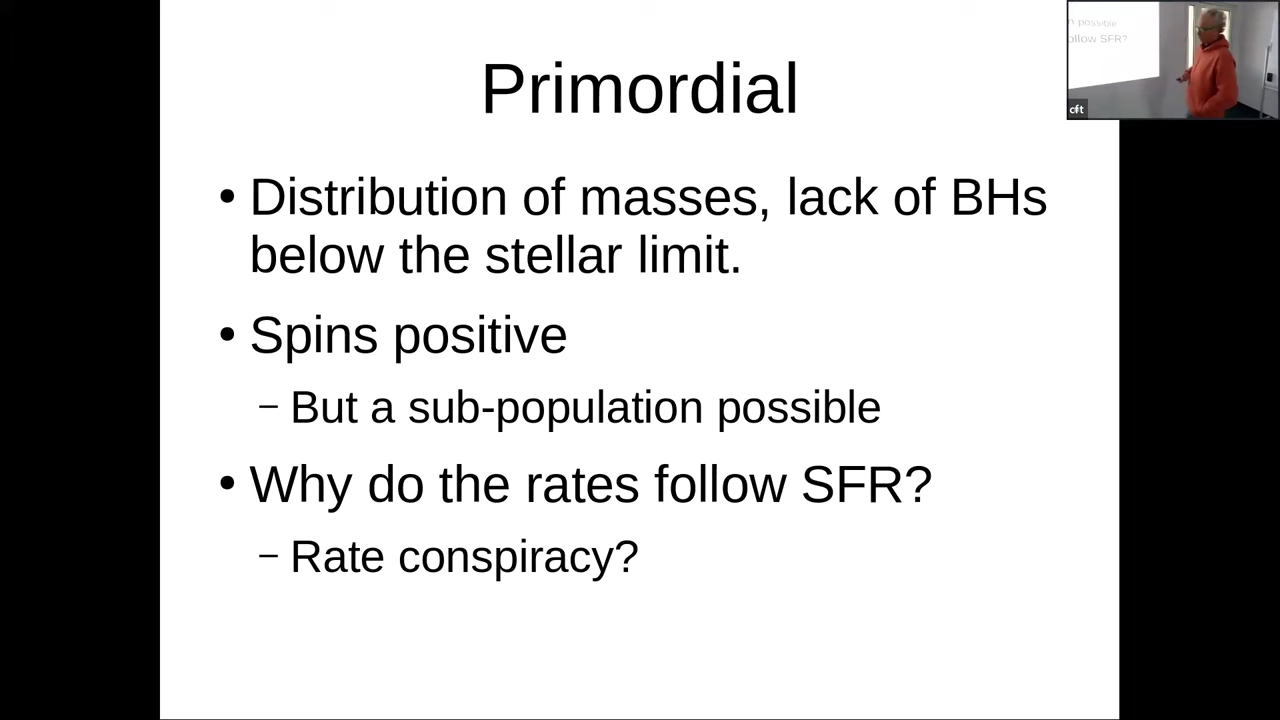 Primordial
• Distribution of masses, lack of BHs
below the stellar limit.
• Spins positive
– But a sub-population possible
• Why do the rates follow SFR?
– Rate conspiracy?
n possible
ollow SFR?
cft